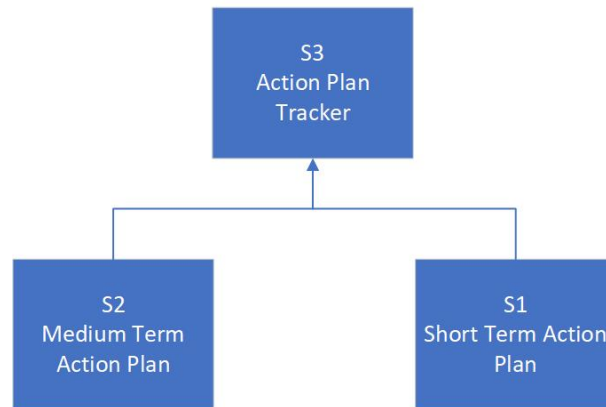 S3
Action Plan
Tracker
S2
Medium Term
Action Plan
S1
Short Term Action
Plan